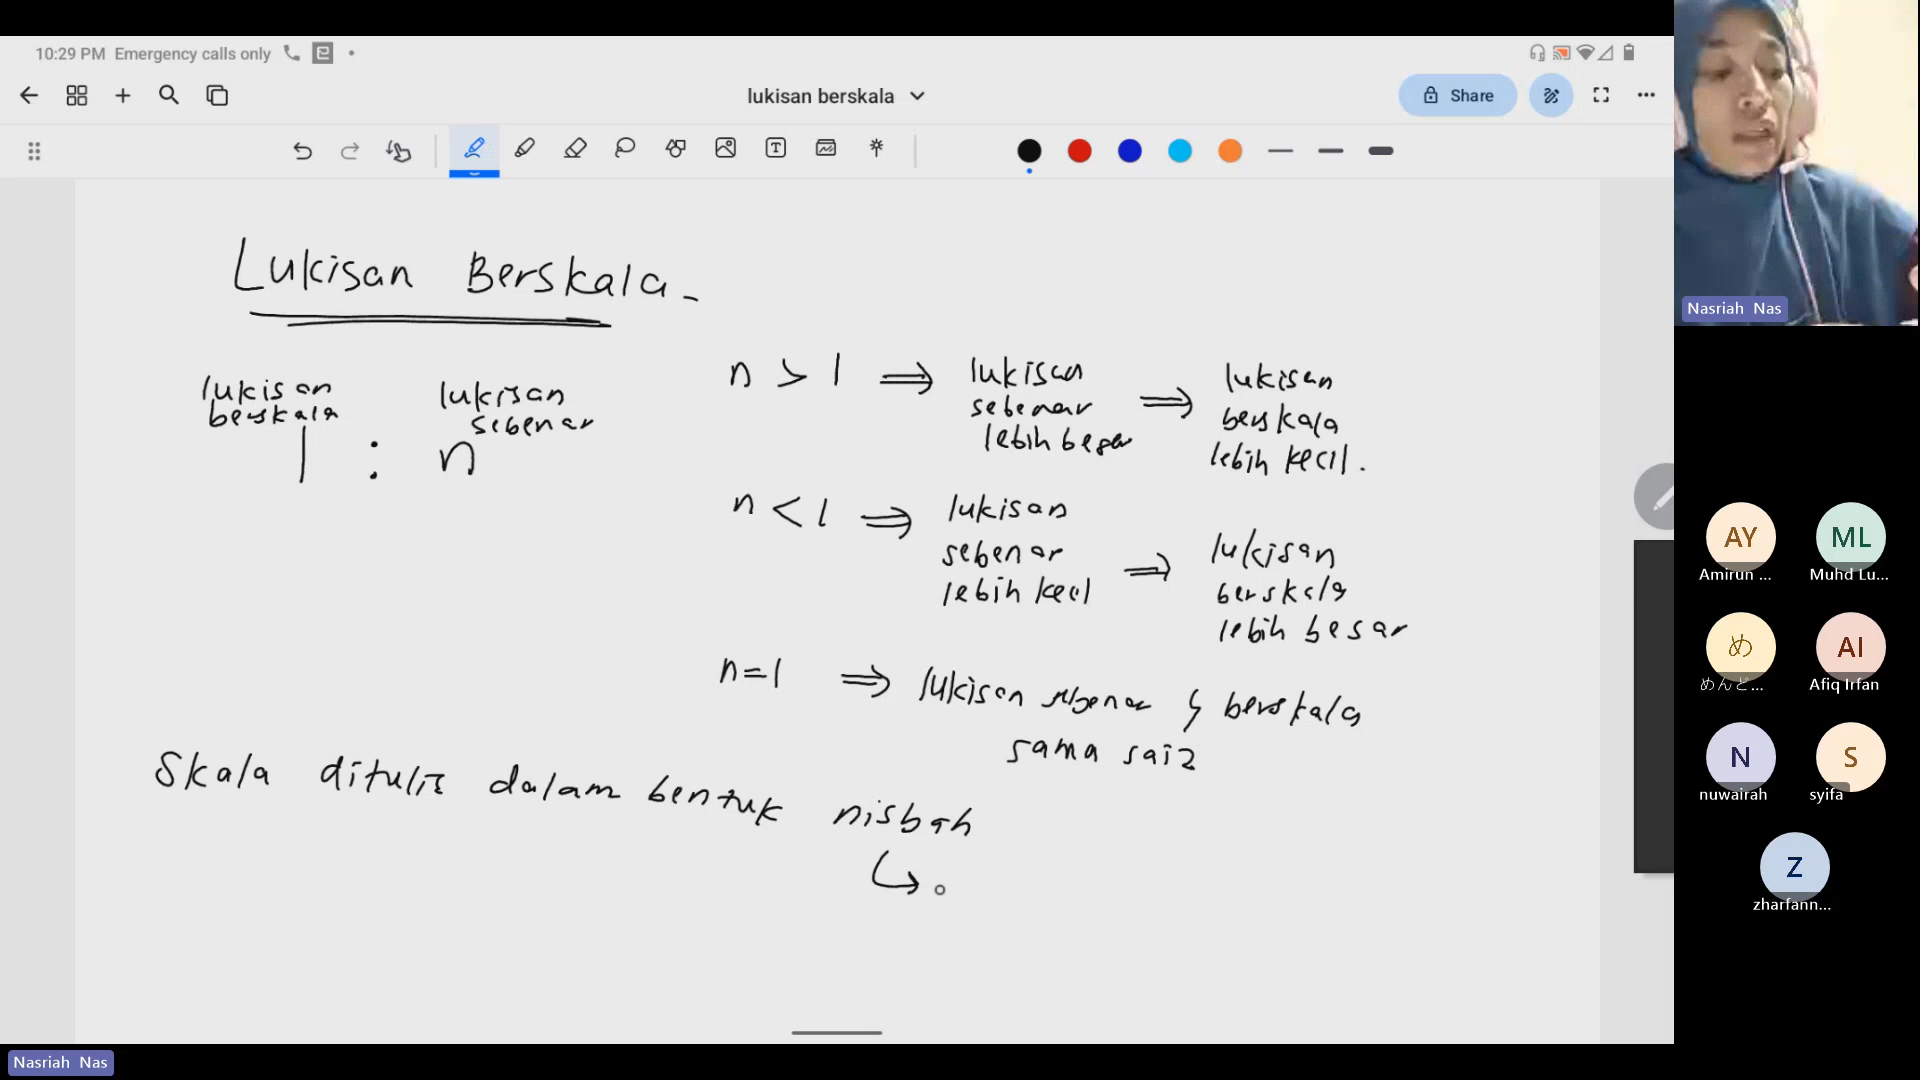 10:29 PM Emergency calls only
lukisan berskala
Share
Lukisan Berskala
lukisan berskala
lukisan sebenar
1 : n
n > 1 ⇒ lukisan sebenar lebih besar ⇒ lukisan berskala lebih kecil.
n < 1 ⇒ lukisan sebenar lebih kecil ⇒ lukisan berskala lebih besar
n=1 ⇒ lukisan sebenar & berskala
sama saiz
Skala ditulis dalam bentuk nisbah
Nasriah Nas
AY
Amirun ...
ML
Muhd Lu...
め
めんど...
AI
Afiq Irfan
N
nuwairah
S
syifa
Z
zharfann...
Nasriah Nas